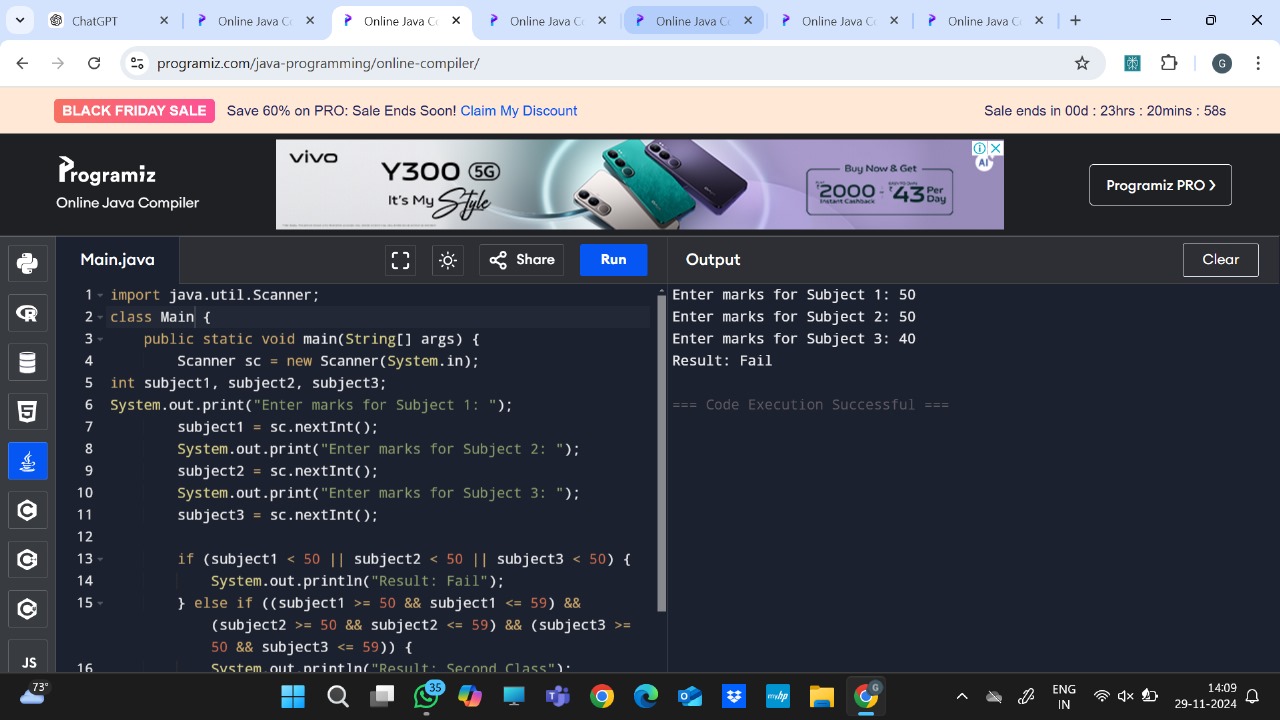 ChatGPT
Online Java Co
Online Java Co
Online Java Co
Online Java Co
Online Java Co
Online Java Co
programiz.com/java-programming/online-compiler/
G
BLACK FRIDAY SALE Save 60% on PRO: Sale Ends Soon! Claim My Discount Sale ends in 00d : 23hrs : 20mins : 58s
Programiz
Online Java Compiler
vivo
Y300 5G
It's My Style
Buy Now & Get
₹2000 Instant Cashback ₹43 Per Day
AI
Programiz PRO ❯
Main.java
Share
Run
Output
Clear
1 import java.util.Scanner;
2 class Main {
3 public static void main(String[] args) {
4 Scanner sc = new Scanner(System.in);
5 int subject1, subject2, subject3;
6 System.out.print("Enter marks for Subject 1: ");
7 subject1 = sc.nextInt();
8 System.out.print("Enter marks for Subject 2: ");
9 subject2 = sc.nextInt();
10 System.out.print("Enter marks for Subject 3: ");
11 subject3 = sc.nextInt();
12
13 if (subject1 < 50 || subject2 < 50 || subject3 < 50) {
14 System.out.println("Result: Fail");
15 } else if ((subject1 >= 50 && subject1 <= 59) &&
(subject2 >= 50 && subject2 <= 59) && (subject3 >=
50 && subject3 <= 59)) {
16 System.out.println("Result: Second Class");
Enter marks for Subject 1: 50
Enter marks for Subject 2: 50
Enter marks for Subject 3: 40
Result: Fail
=== Code Execution Successful ===
R
5
JS
73°
35
myhp
G
ENG
IN
14:09
29-11-2024